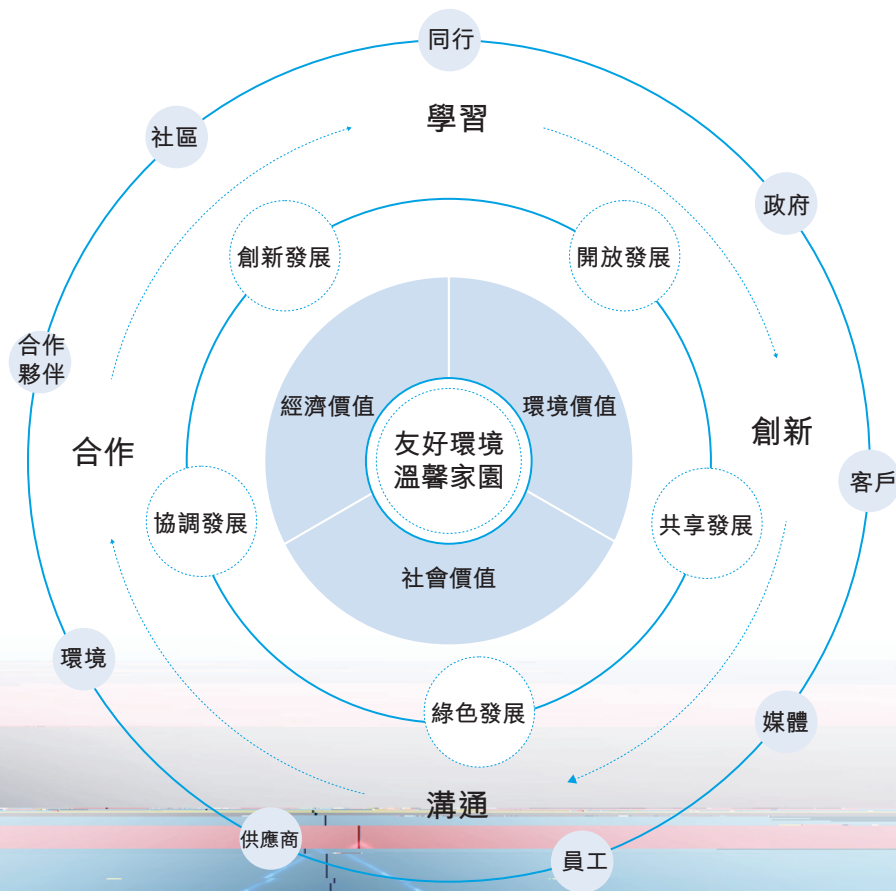 同行
學習
社區
政府
創新發展
開放發展
合作
夥伴
經濟價值
環境價值
友好環境
溫馨家園
合作
創新
客戶
協調發展
共享發展
社會價值
環境
綠色發展
媒體
溝通
供應商
員工